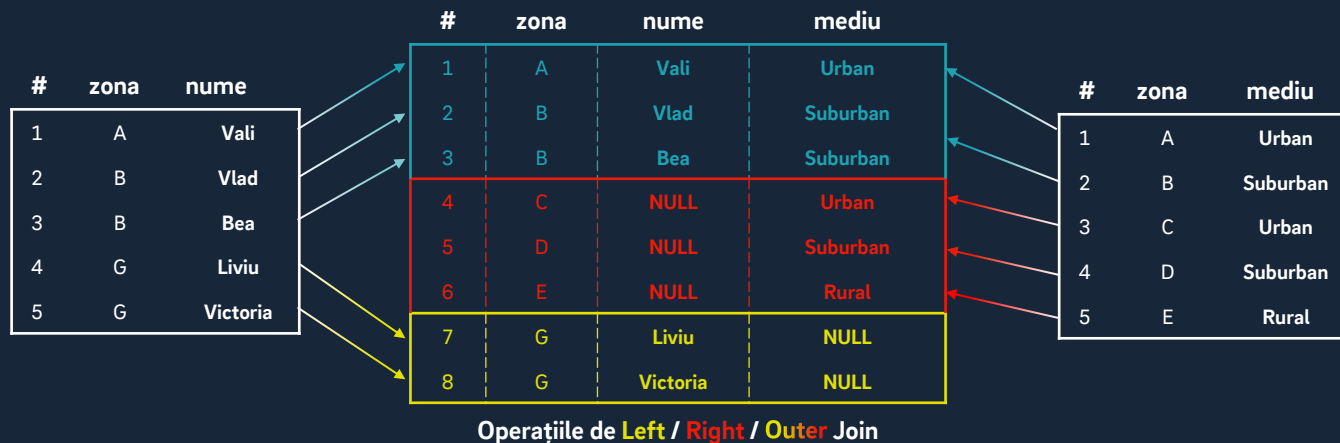 # zona nume
1 A Vali
2 B Vlad
3 B Bea
4 G Liviu
5 G Victoria
# zona nume mediu
1 A Vali Urban
2 B Vlad Suburban
3 B Bea Suburban
4 C NULL Urban
5 D NULL Suburban
6 E NULL Rural
7 G Liviu NULL
8 G Victoria NULL
# zona mediu
1 A Urban
2 B Suburban
3 C Urban
4 D Suburban
5 E Rural
Operațiile de Left / Right / Outer Join